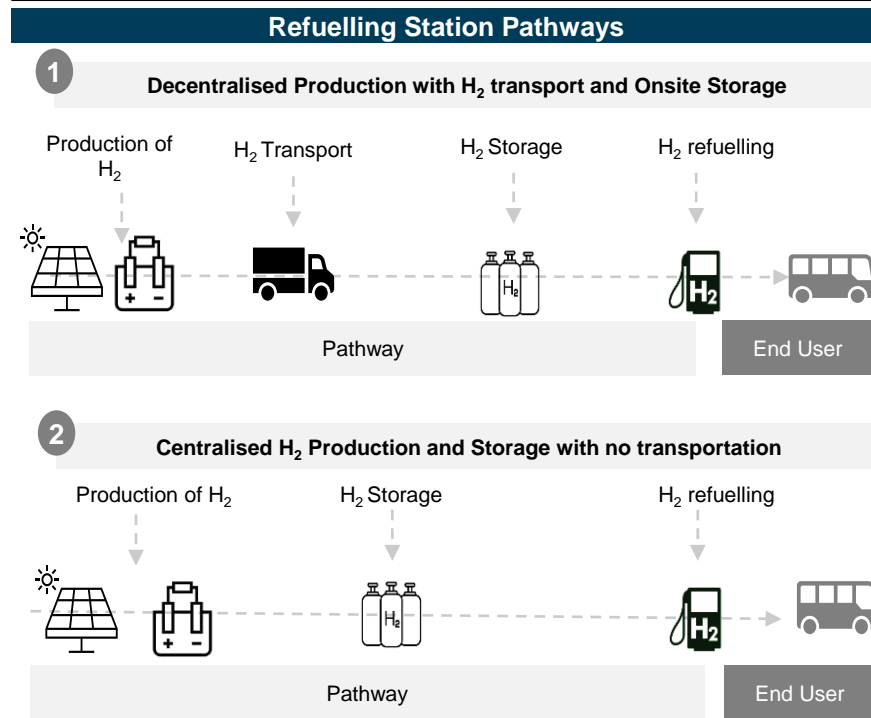 Refuelling Station Pathways
1
Decentralised Production with H₂ transport and Onsite Storage
Production of
H₂
H₂ Transport
H₂ Storage
H₂ refuelling
+ −
H₂
H₂
Pathway
End User
2
Centralised H₂ Production and Storage with no transportation
Production of H₂
H₂ Storage
H₂ refuelling
+ −
H₂
H₂
Pathway
End User